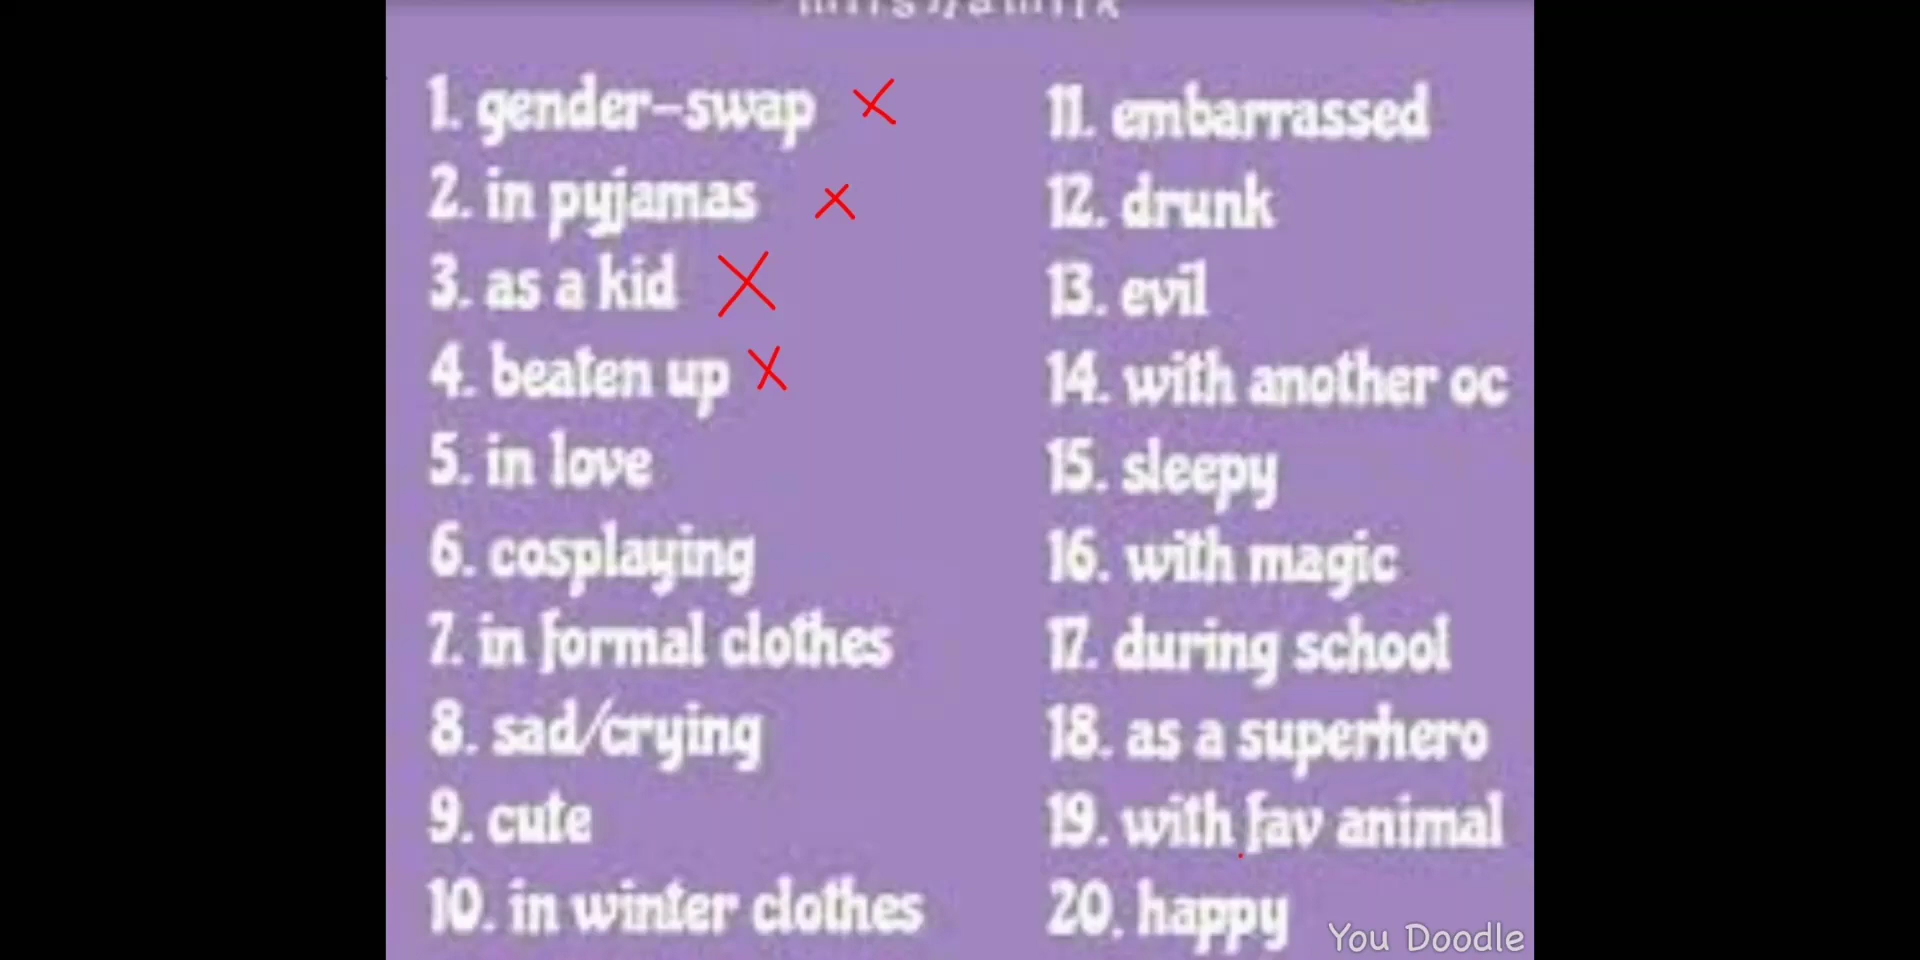 1. gender-swap
2. in pyjamas
3. as a kid
4. beaten up
5. in love
6. cosplaying
7. in formal clothes
8. sad/crying
9. cute
10. in winter clothes
11. embarrassed
12. drunk
13. evil
14. with another oc
15. sleepy
16. with magic
17. during school
18. as a superhero
19. with fav animal
20. happy
You Doodle